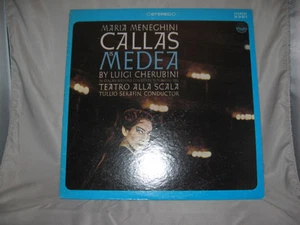 STEREO
MARIA MENEGHINI
CALLAS
MEDEA
BY LUIGI CHERUBINI
TEATRO ALLA SCALA
TULLIO SERAFIN, CONDUCTOR